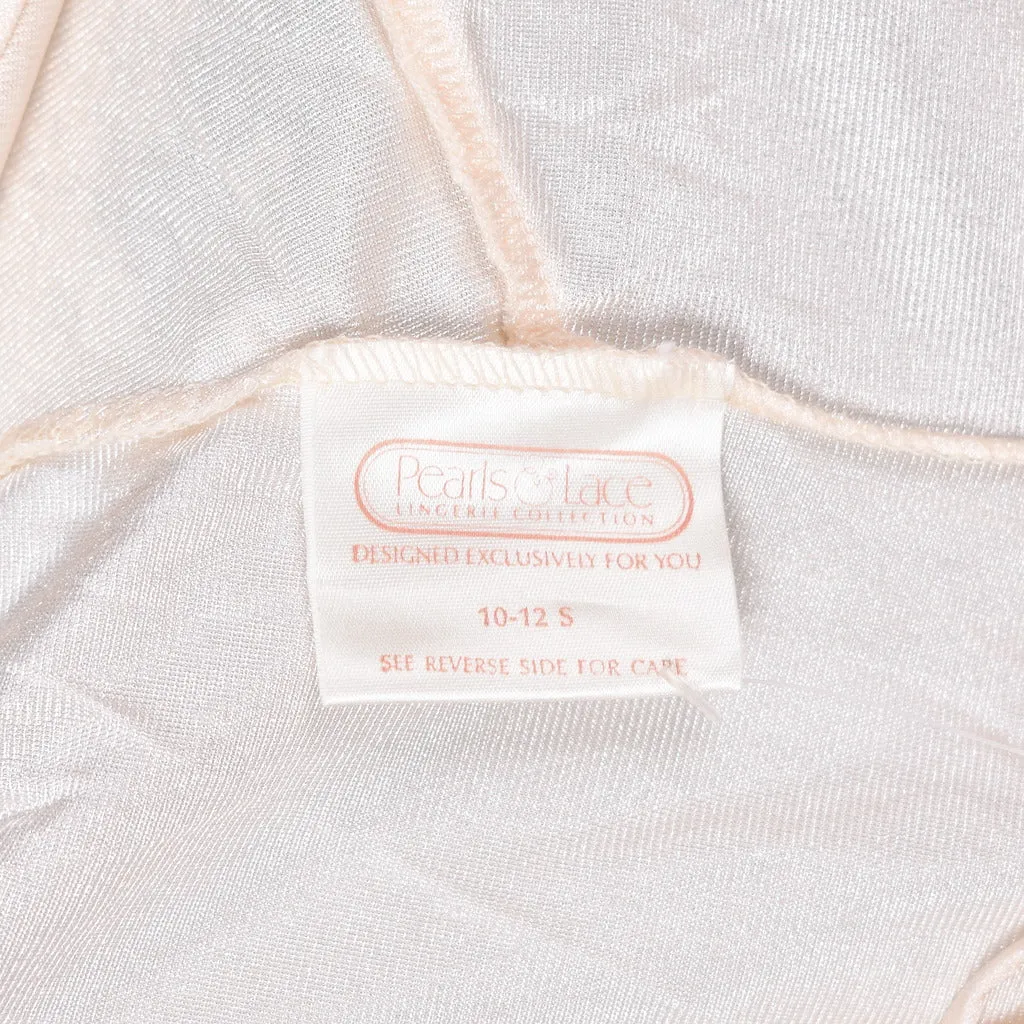 Pearls & Lace
LINGERIE COLLECTION
DESIGNED EXCLUSIVELY FOR YOU
10-12 S
SEE REVERSE SIDE FOR CARE